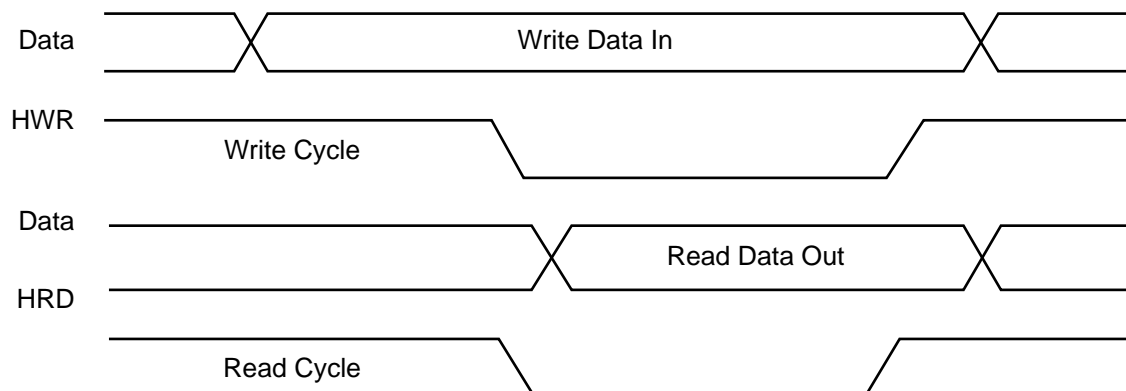 Data
Write Data In
HWR
Write Cycle
Data
Read Data Out
HRD
Read Cycle